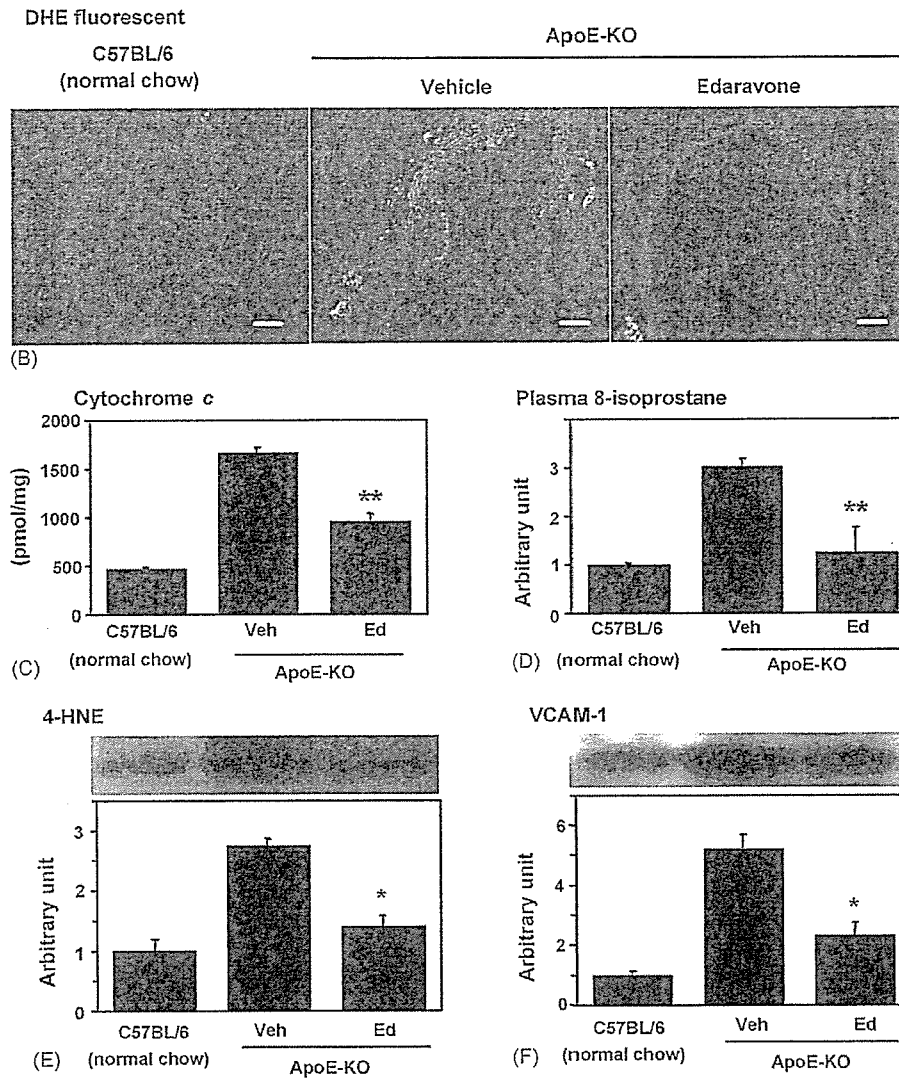 DHE fluorescent
C57BL/6
(normal chow)
ApoE-KO
Vehicle
Edaravone
(B)
Cytochrome c
2000
1500
1000
500
0
(pmol/mg)
**
C57BL/6
(normal chow)
Veh
Ed
ApoE-KO
(C)
Plasma 8-isoprostane
3
2
1
0
Arbitrary unit
**
C57BL/6
(normal chow)
Veh
Ed
ApoE-KO
(D)
4-HNE
3
2
1
0
Arbitrary unit
*
C57BL/6
(normal chow)
Veh
Ed
ApoE-KO
(E)
VCAM-1
6
4
2
0
Arbitrary unit
*
C57BL/6
(normal chow)
Veh
Ed
ApoE-KO
(F)